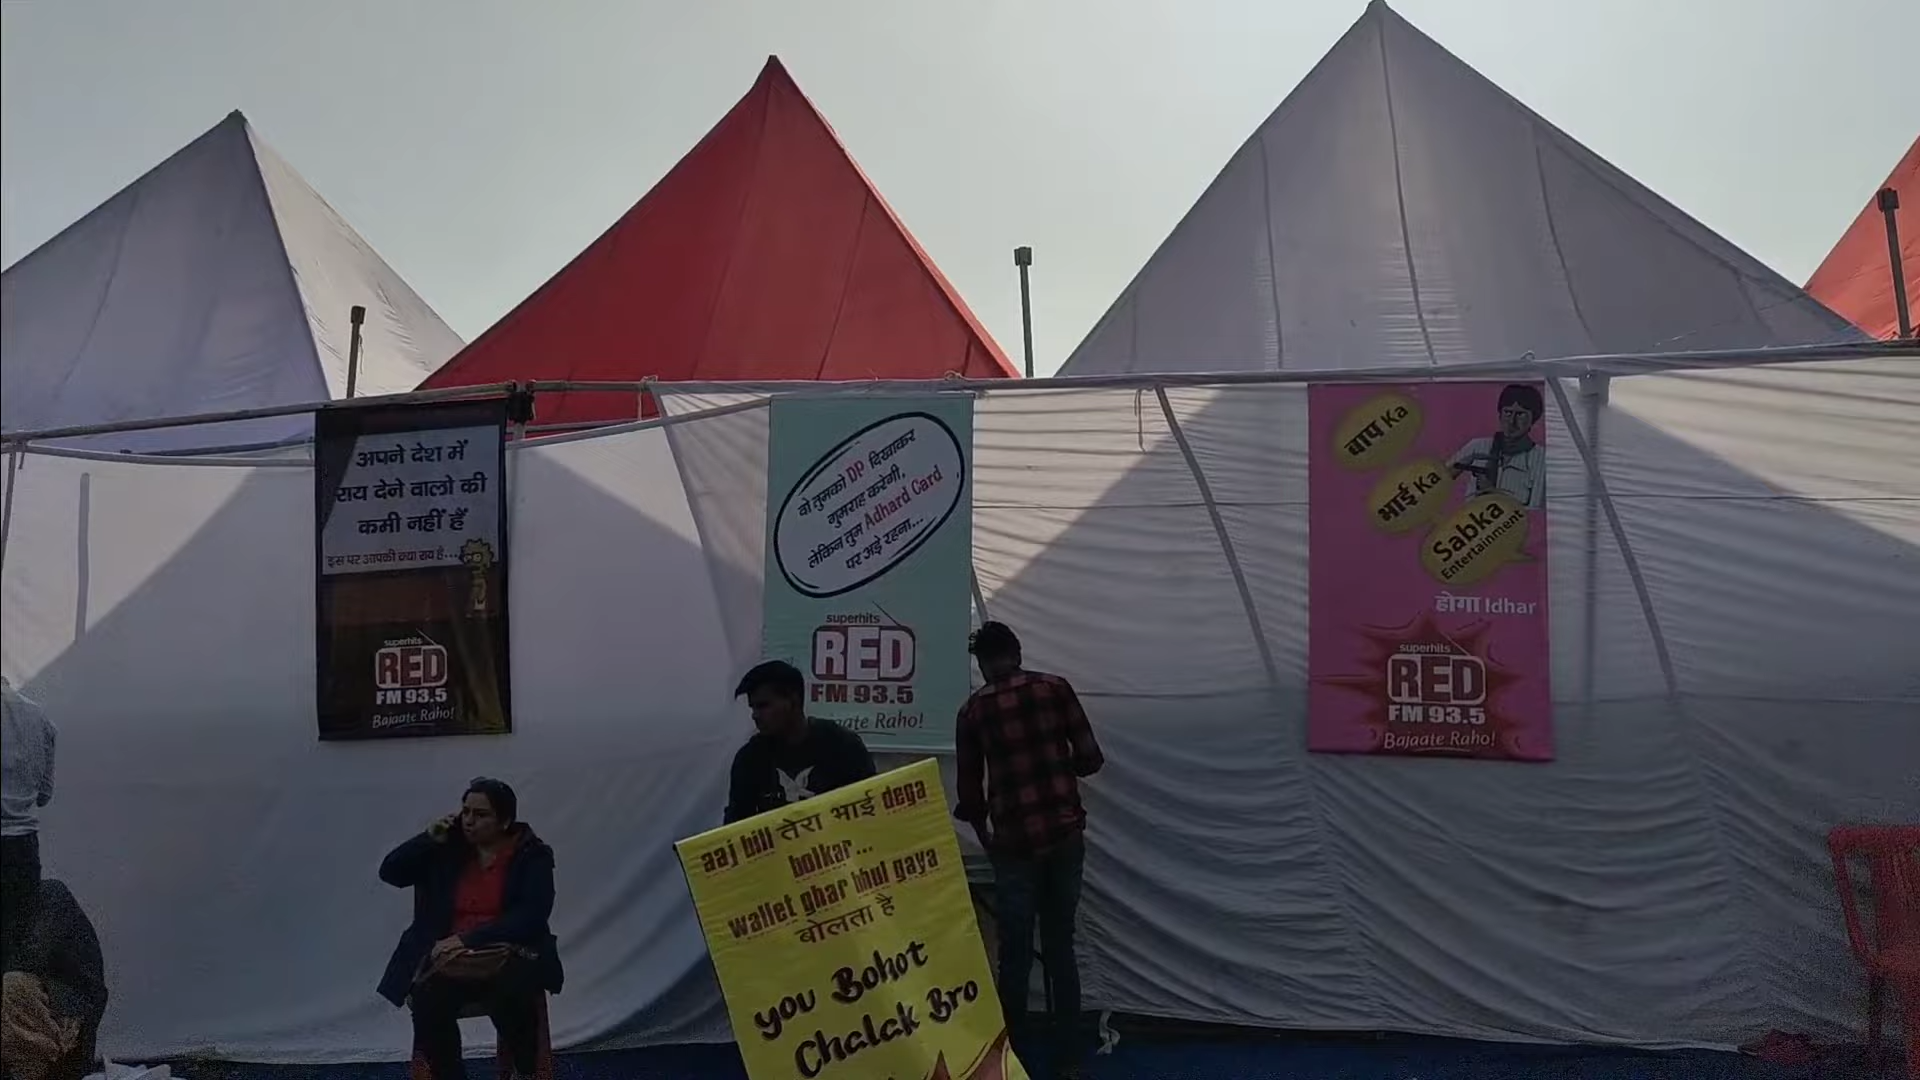 अपने देश में
राय देने वालो की
कमी नहीं हैं
इस पर आपकी क्या राय है...
superhits
RED
FM 93.5
Bajaate Raho!
वो तुमको DP दिखाकर
गुमराह करेगी,
लेकिन तुम Adhard Card
पर अड़े रहना...
superhits
RED
FM 93.5
Raho!
बाप Ka
भाई Ka
Sabka
Entertainment
होगा Idhar
superhits
RED
FM 93.5
Bajaate Raho!
aaj bill तेरा भाई dega
bolkar...
wallet ghar bhul gaya
बोलता है
you Bohot
Chalak Bro